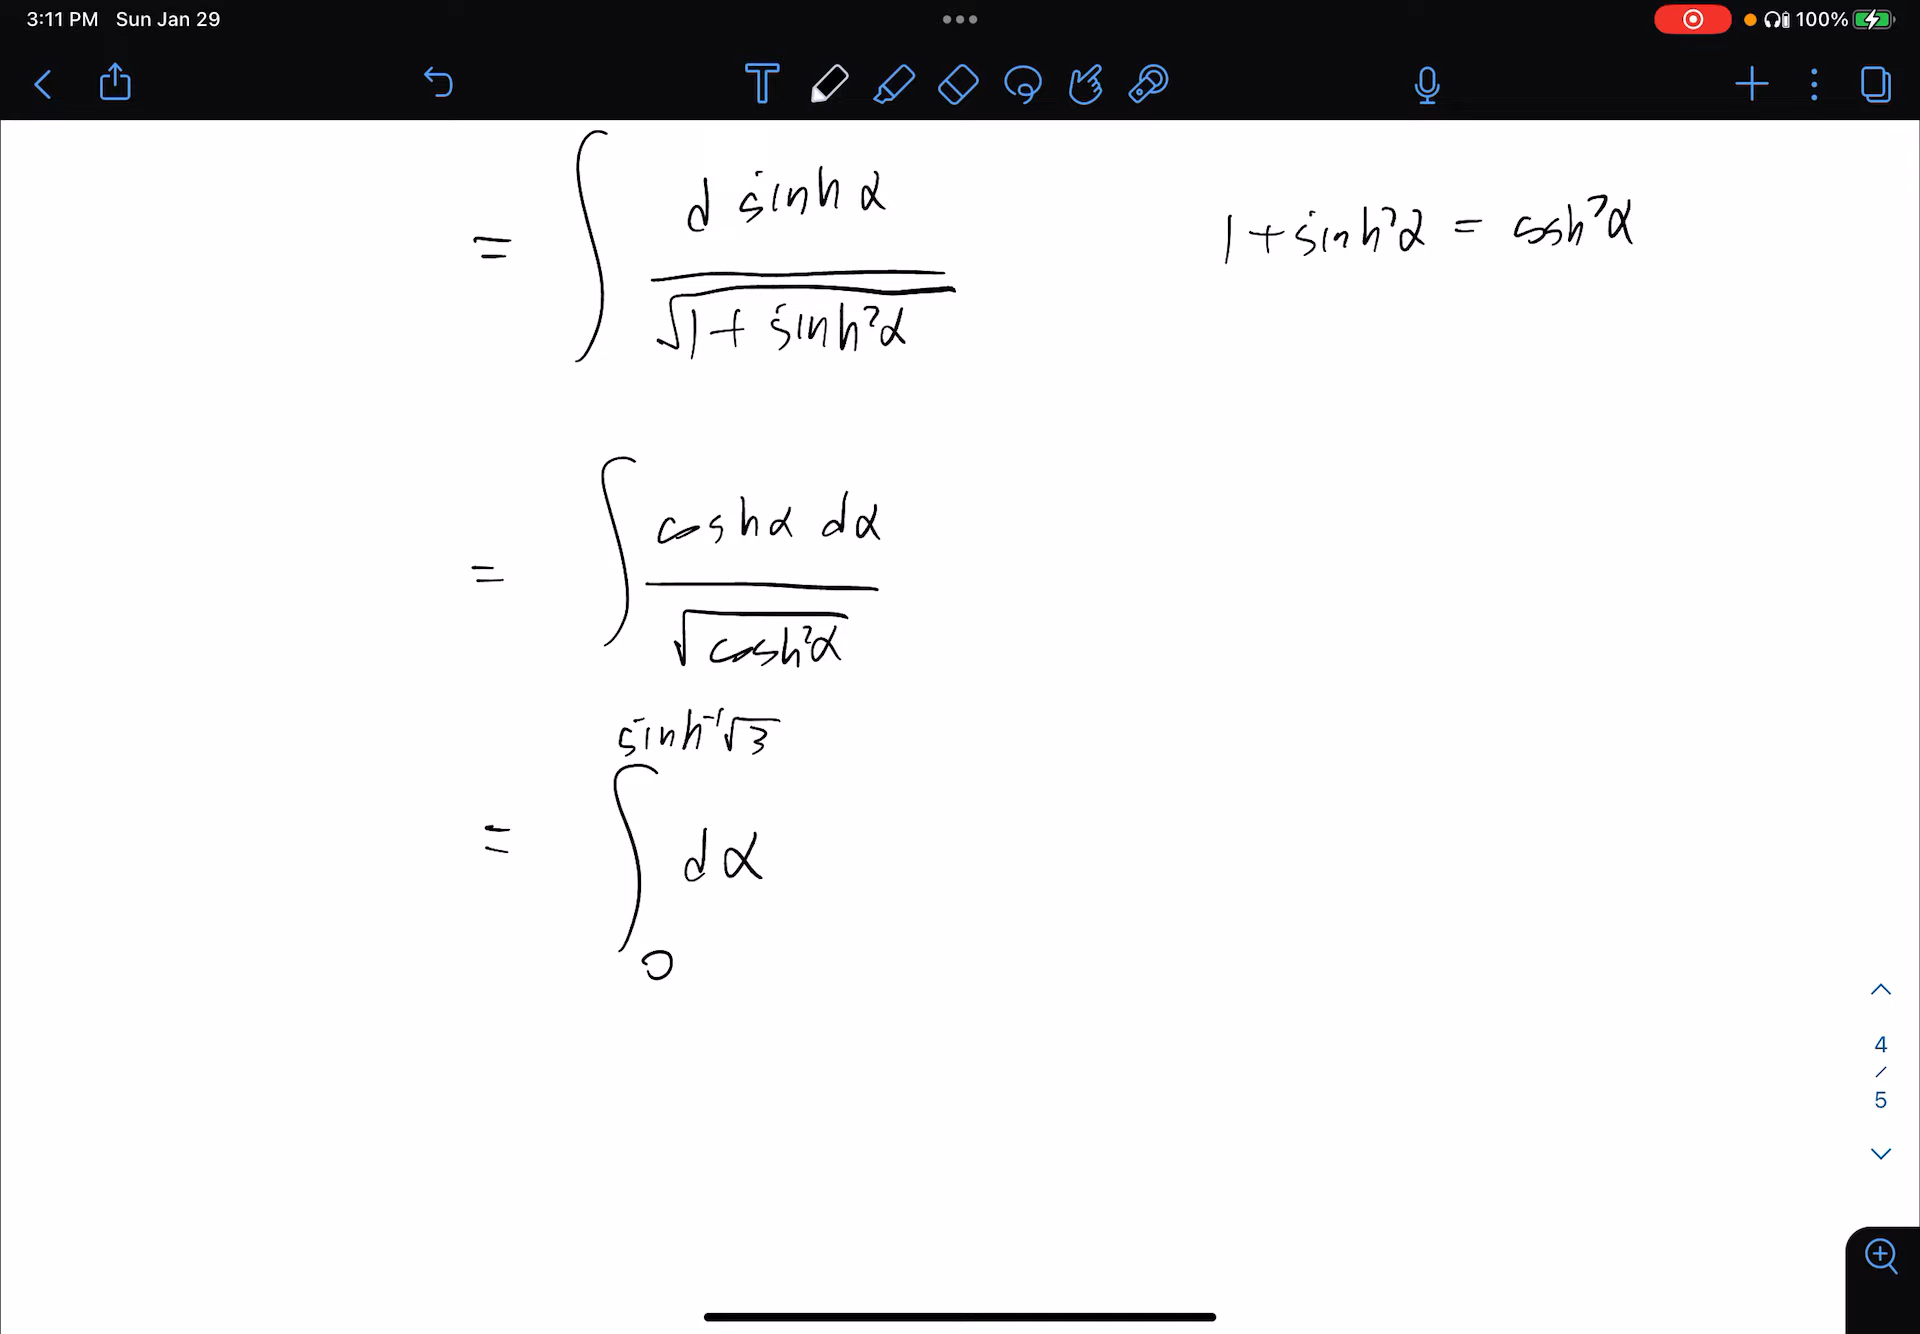 3:11 PM Sun Jan 29
100%
T
= ∫ d sinh α / √(1 + sinh²α)
1 + sinh²α = cosh²α
= ∫ cosh α dα / √(cosh²α)
sinh⁻¹√3
= ∫ dα
0
4
/
5